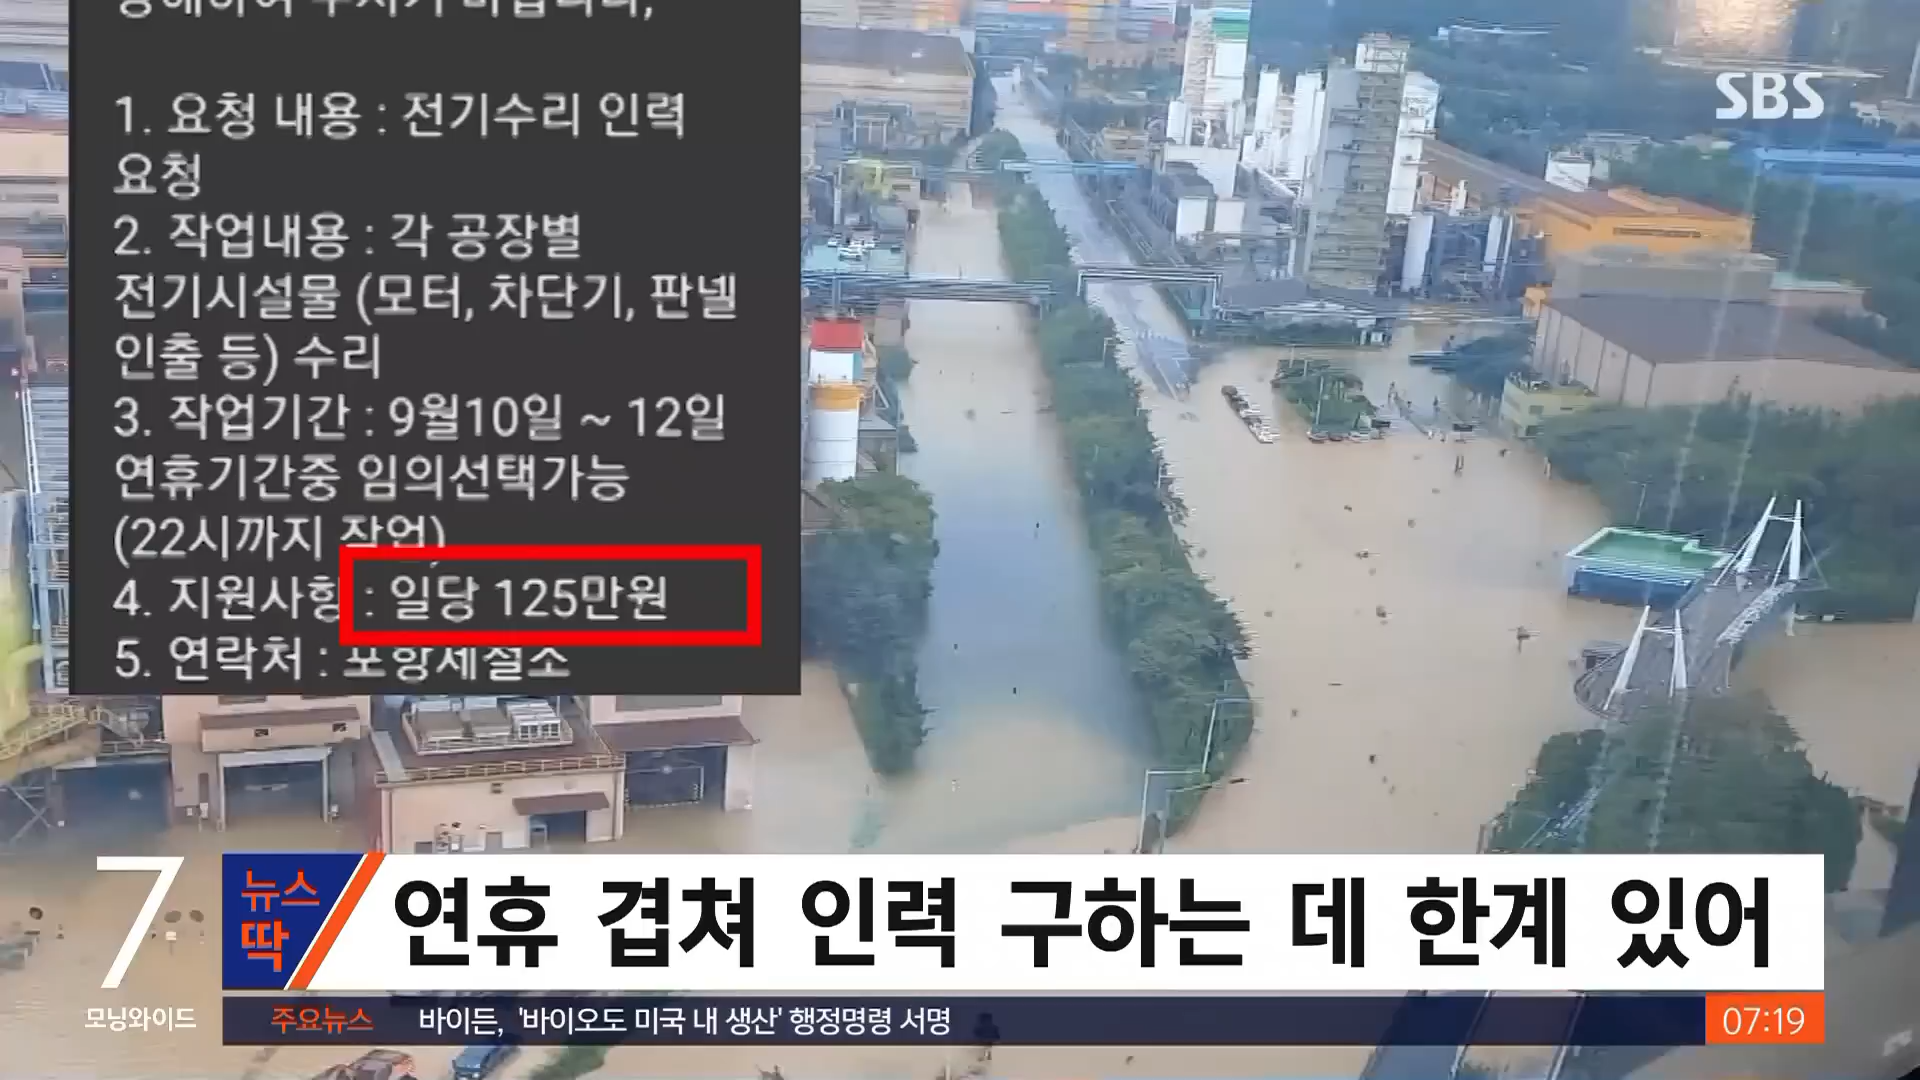 1. 요청 내용 : 전기수리 인력
요청
2. 작업내용 : 각 공장별
전기시설물 (모터, 차단기, 판넬
인출 등) 수리
3. 작업기간 : 9월10일 ~ 12일
연휴기간중 임의선택가능
(22시까지 작업)
4. 지원사항 : 일당 125만원
5. 연락처 : 포항제철소
SBS
7
모닝와이드
뉴스
딱
연휴 겹쳐 인력 구하는 데 한계 있어
주요뉴스 바이든, '바이오도 미국 내 생산' 행정명령 서명
07:19